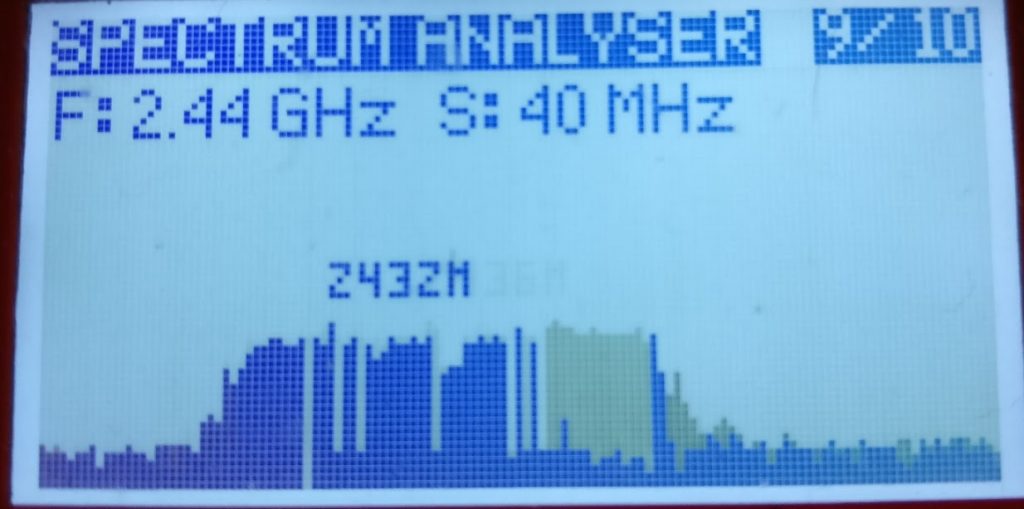 SPECTRUM ANALYSER 9/10
F: 2.44 GHz S: 40 MHz
2432M